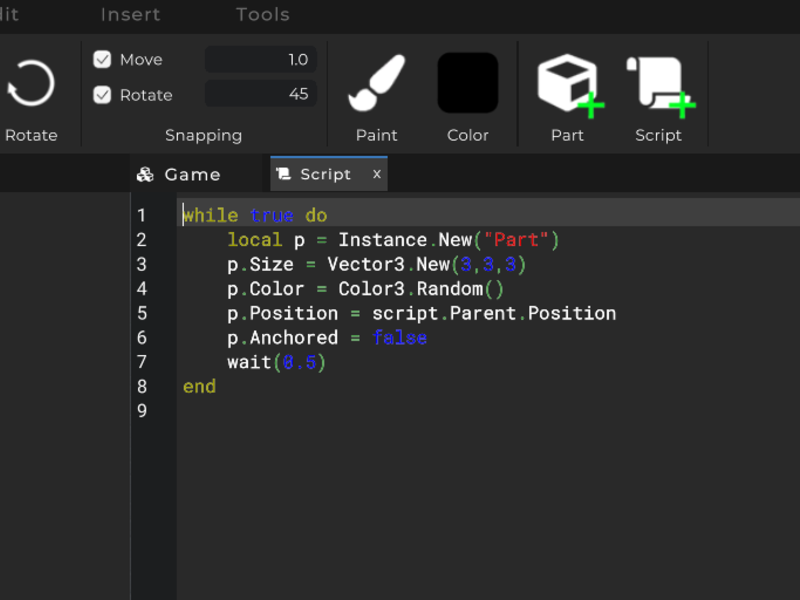 Insert Tools
Move 1.0
Rotate 45
Rotate Snapping Paint Color Part Script
Game Script x
1 while true do
2 local p = Instance.New("Part")
3 p.Size = Vector3.New(3,3,3)
4 p.Color = Color3.Random()
5 p.Position = script.Parent.Position
6 p.Anchored = false
7 wait(0.5)
8 end
9